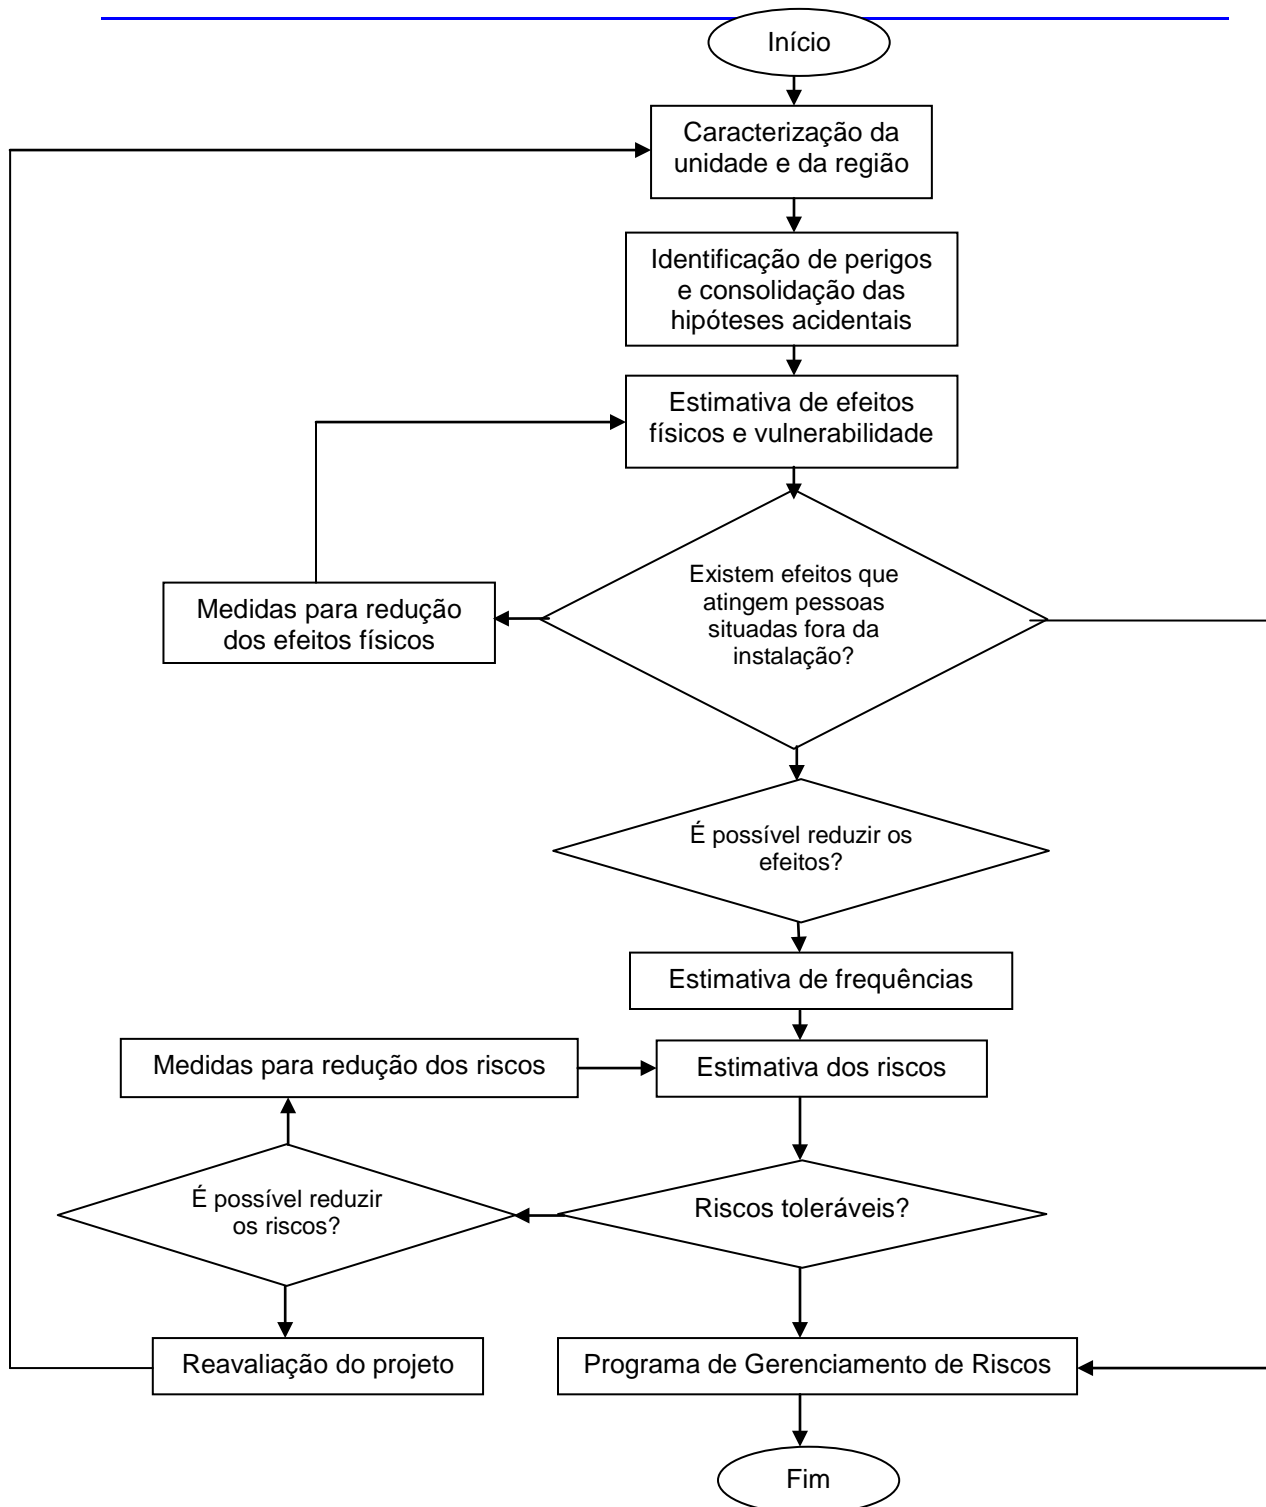 Início
Caracterização da
unidade e da região
Identificação de perigos
e consolidação das
hipóteses acidentais
Estimativa de efeitos
físicos e vulnerabilidade
Existem efeitos que
atingem pessoas
situadas fora da
instalação?
Medidas para redução
dos efeitos físicos
É possível reduzir os
efeitos?
Estimativa de frequências
Medidas para redução dos riscos
Estimativa dos riscos
É possível reduzir
os riscos?
Riscos toleráveis?
Reavaliação do projeto
Programa de Gerenciamento de Riscos
Fim